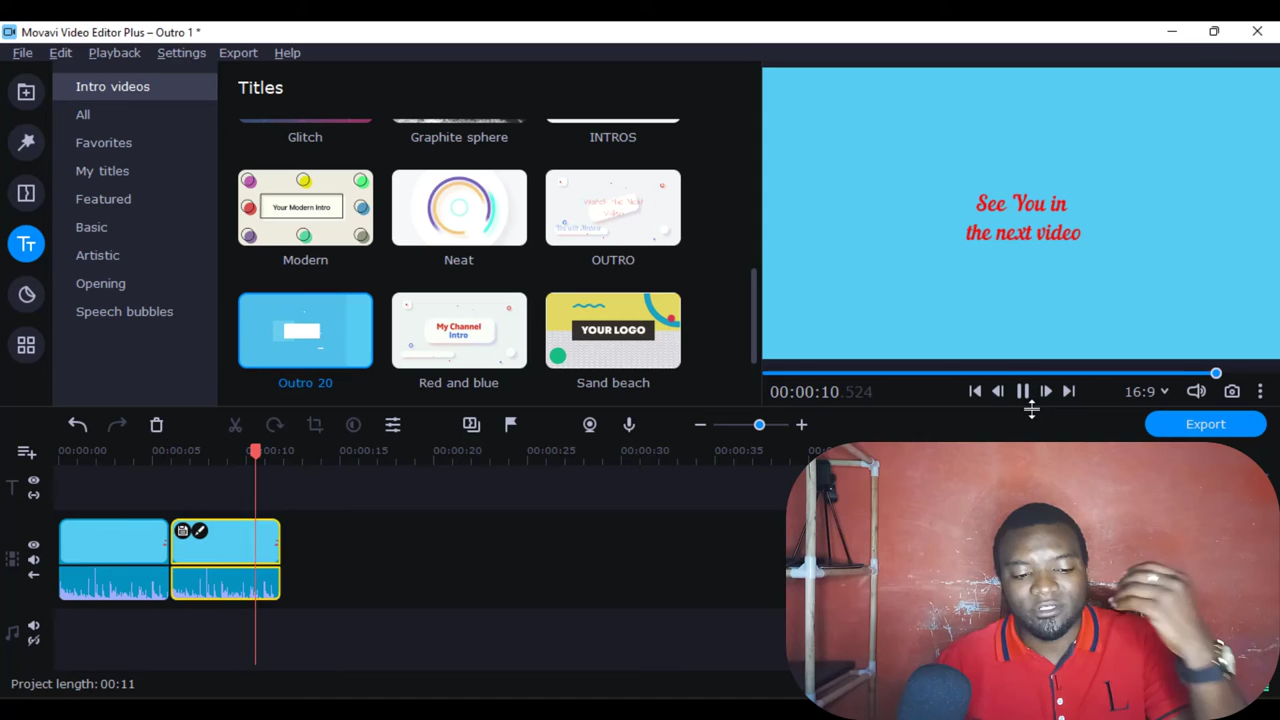 Movavi Video Editor Plus – Outro 1 *
File Edit Playback Settings Export Help
Intro videos
All
Favorites
My titles
Featured
Basic
Artistic
Opening
Speech bubbles
Titles
Glitch
Graphite sphere
INTROS
Your Modern Intro
Modern
Neat
OUTRO
Outro 20
My Channel
Intro
Red and blue
YOUR LOGO
Sand beach
See You in
the next video
00:00:10.524
16:9
Export
00:00:00 00:00:05 00:00:10 00:00:15 00:00:20 00:00:25 00:00:30 00:00:35
Project length: 00:11
L